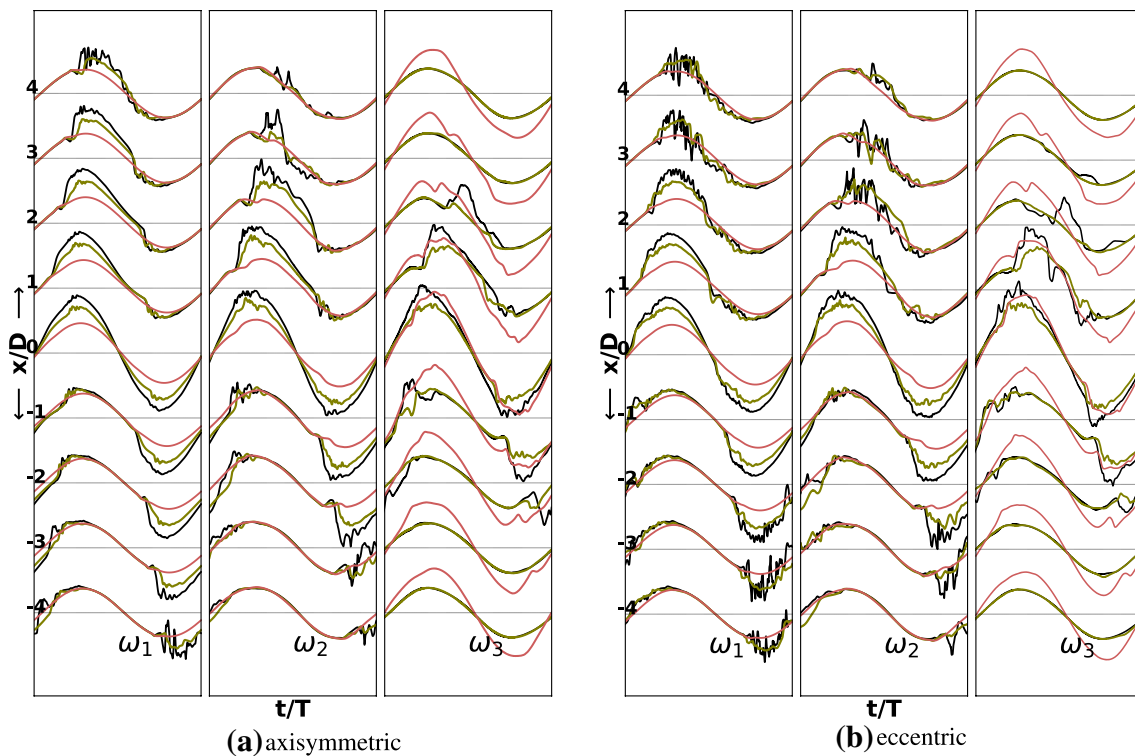 4
3
2
1
0
-1
-2
-3
-4
← x/D →
ω1
ω2
ω3
t/T
(a) axisymmetric
4
3
2
1
0
-1
-2
-3
-4
← x/D →
ω1
ω2
ω3
t/T
(b) eccentric